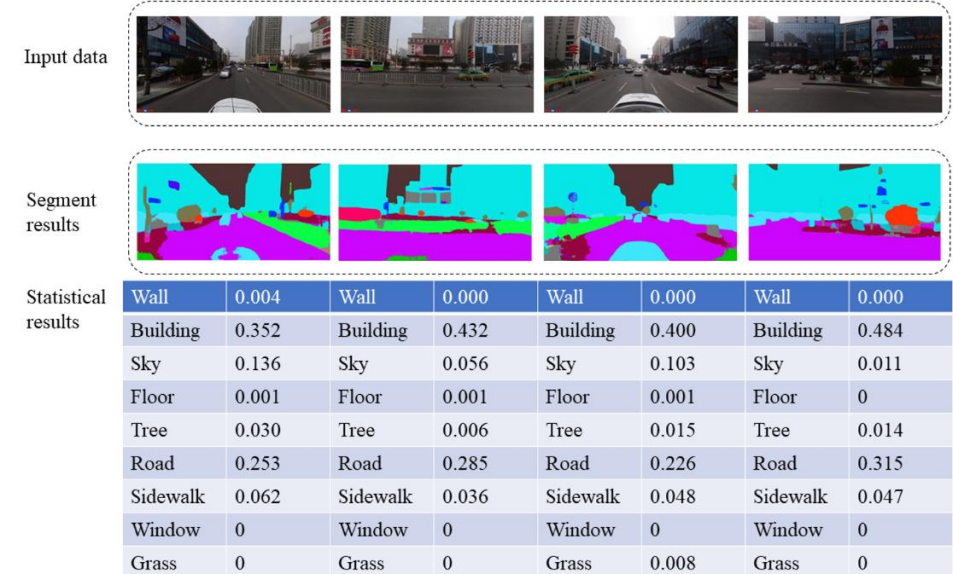 Input data
Segment
results
Statistical
results
Wall 0.004 Wall 0.000 Wall 0.000 Wall 0.000
Building 0.352 Building 0.432 Building 0.400 Building 0.484
Sky 0.136 Sky 0.056 Sky 0.103 Sky 0.011
Floor 0.001 Floor 0.001 Floor 0.001 Floor 0
Tree 0.030 Tree 0.006 Tree 0.015 Tree 0.014
Road 0.253 Road 0.285 Road 0.226 Road 0.315
Sidewalk 0.062 Sidewalk 0.036 Sidewalk 0.048 Sidewalk 0.047
Window 0 Window 0 Window 0 Window 0
Grass 0 Grass 0 Grass 0.008 Grass 0